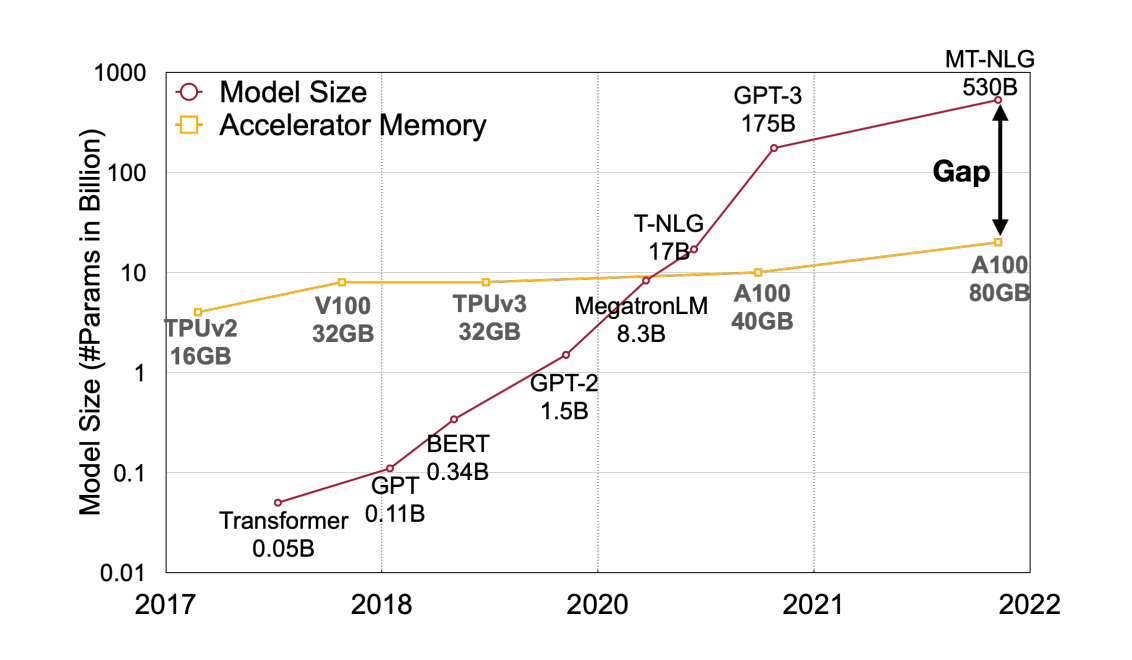 MT-NLG
530B
1000
Model Size
Accelerator Memory
GPT-3
175B
100
Gap
T-NLG
17B
10
A100
80GB
A100
40GB
TPUv3
32GB
V100
32GB
TPUv2
16GB
MegatronLM
8.3B
1
GPT-2
1.5B
BERT
0.34B
0.1
GPT
0.11B
Transformer
0.05B
0.01
2017
2018
2020
2021
2022
Model Size (#Params in Billion)